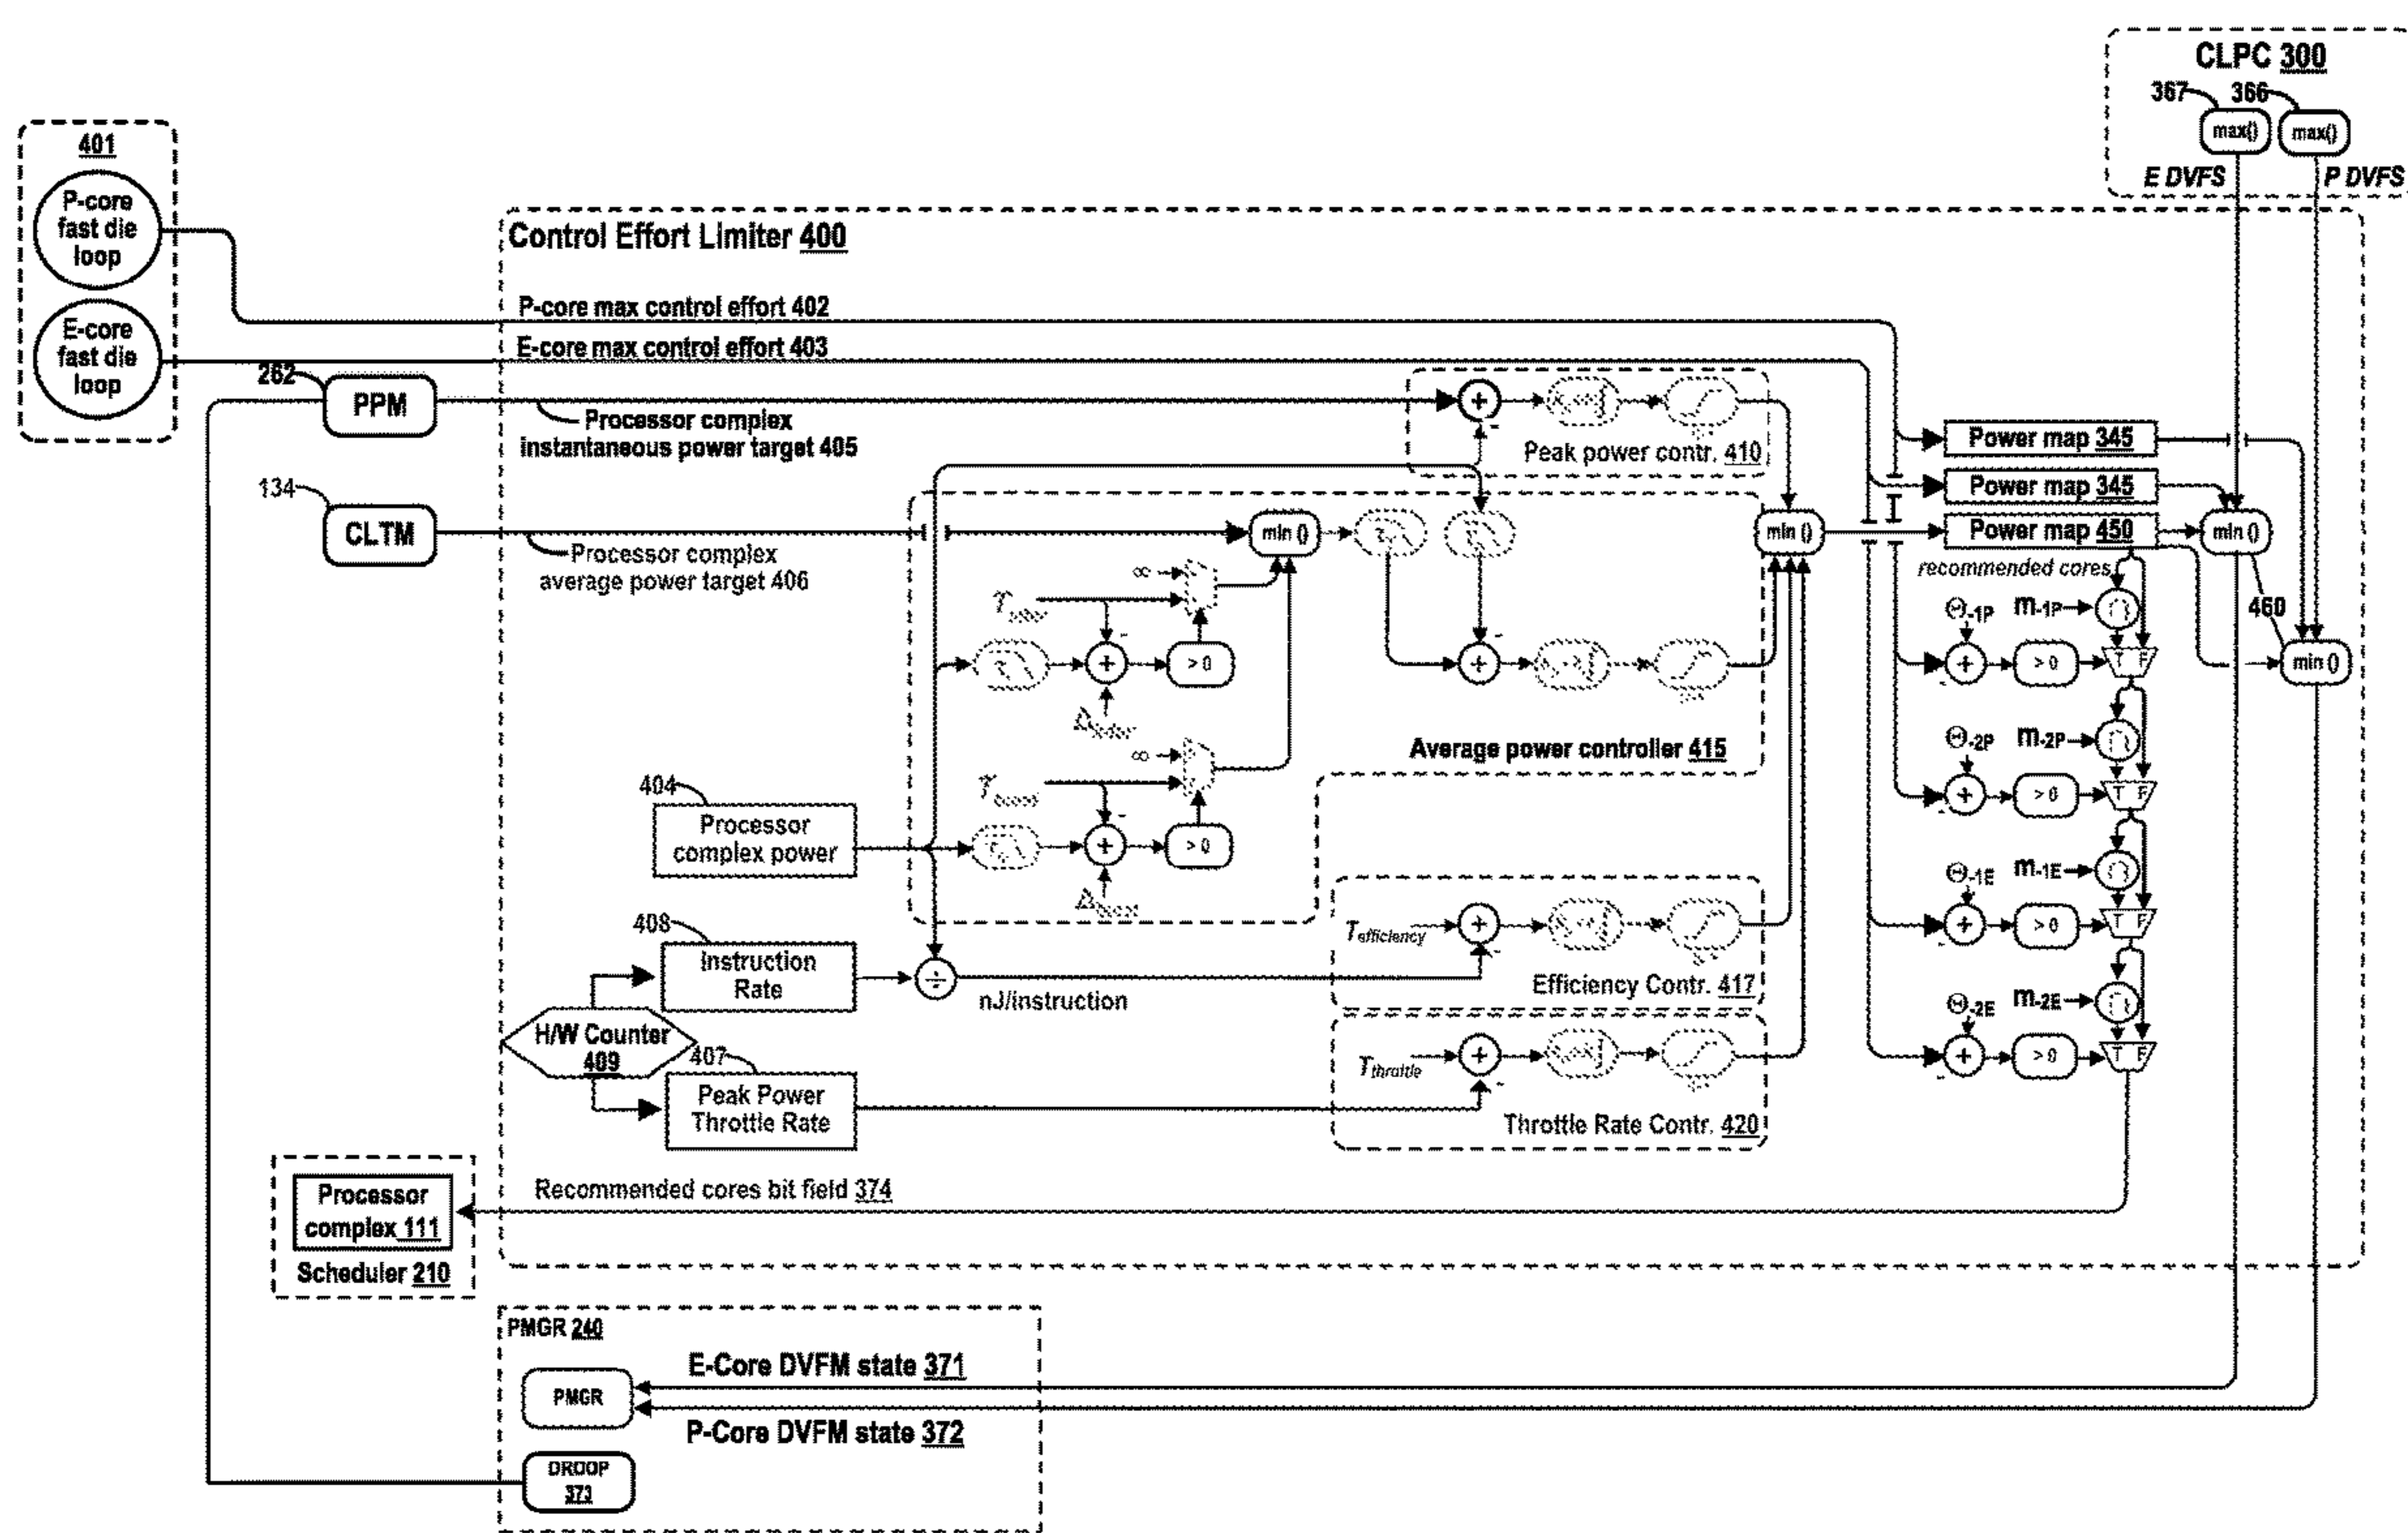 CLPC 300
367 366
max() max()
E DVFS P DVFS
401
P-core
fast die
loop
E-core
fast die
loop
Control Effort Limiter 400
P-core max control effort 402
E-core max control effort 403
262
PPM
Processor complex
instantaneous power target 405
+
-
Peak power contr. 410
Power map 345
Power map 345
Power map 450
recommended cores
134
CLTM
Processor complex
average power target 406
min ()
min ()
min ()
min ()
460
∞
-
+
> 0
∞
-
+
> 0
-
+
Average power controller 415
404
Processor
complex power
408
Instruction
Rate
÷
nJ/instruction
H/W Counter
409
407
Peak Power
Throttle Rate
Tefficiency
+
-
Efficiency Contr. 417
Tthrottle
+
-
Throttle Rate Contr. 420
Θ-1P m-1P
+ > 0 T F
-
Θ-2P m-2P
+ > 0 T F
-
Θ-1E m-1E
+ > 0 T F
-
Θ-2E m-2E
+ > 0 T F
-
Recommended cores bit field 374
Processor
complex 111
Scheduler 210
PMGR 240
PMGR
E-Core DVFM state 371
P-Core DVFM state 372
DROOP
373